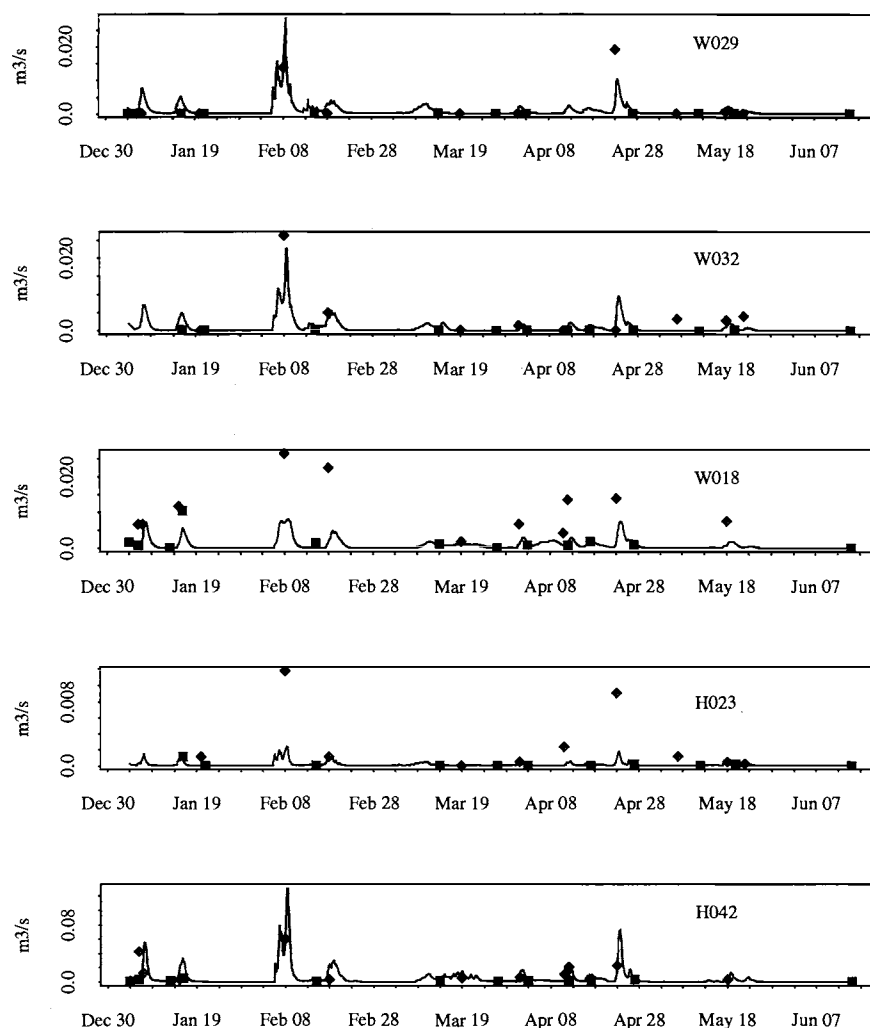 0.020
W029
m3/s
0.0
Dec 30 Jan 19 Feb 08 Feb 28 Mar 19 Apr 08 Apr 28 May 18 Jun 07
0.020
W032
m3/s
0.0
Dec 30 Jan 19 Feb 08 Feb 28 Mar 19 Apr 08 Apr 28 May 18 Jun 07
0.020
W018
m3/s
0.0
Dec 30 Jan 19 Feb 08 Feb 28 Mar 19 Apr 08 Apr 28 May 18 Jun 07
0.008
H023
m3/s
0.0
Dec 30 Jan 19 Feb 08 Feb 28 Mar 19 Apr 08 Apr 28 May 18 Jun 07
0.08
H042
m3/s
0.0
Dec 30 Jan 19 Feb 08 Feb 28 Mar 19 Apr 08 Apr 28 May 18 Jun 07